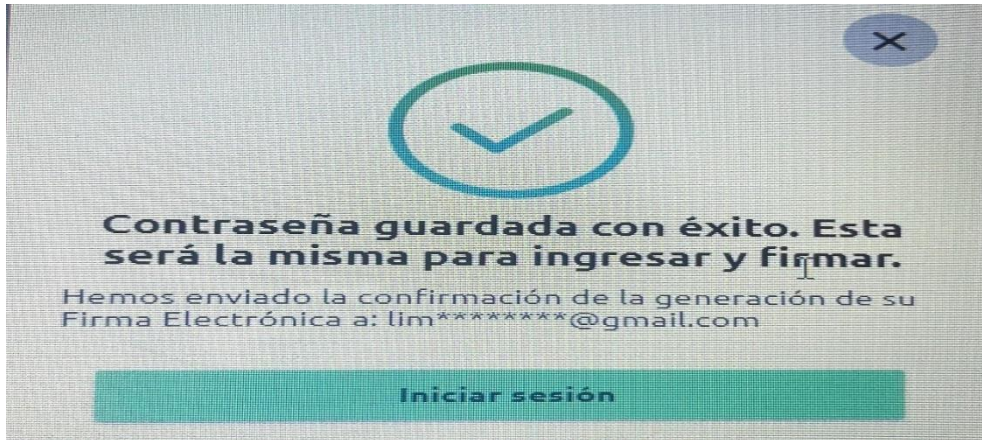 Contraseña guardada con éxito. Esta
será la misma para ingresar y firmar.
Hemos enviado la confirmación de la generación de su
Firma Electrónica a: lim********@gmail.com
Iniciar sesión